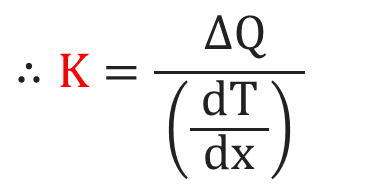 ∴ K = ΔQ / (dT / dx)